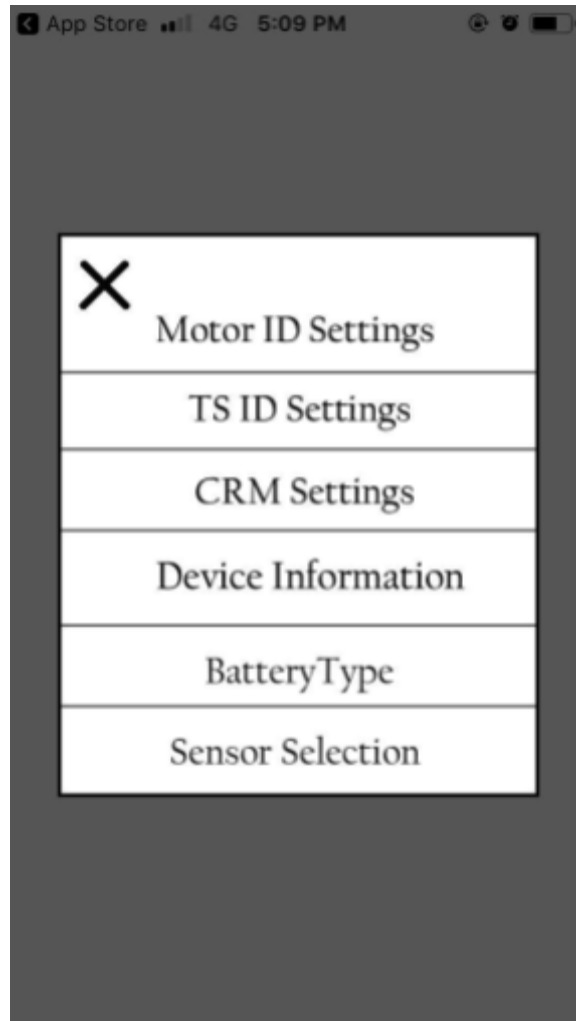 App Store 4G 5:09 PM
Motor ID Settings
TS ID Settings
CRM Settings
Device Information
BatteryType
Sensor Selection